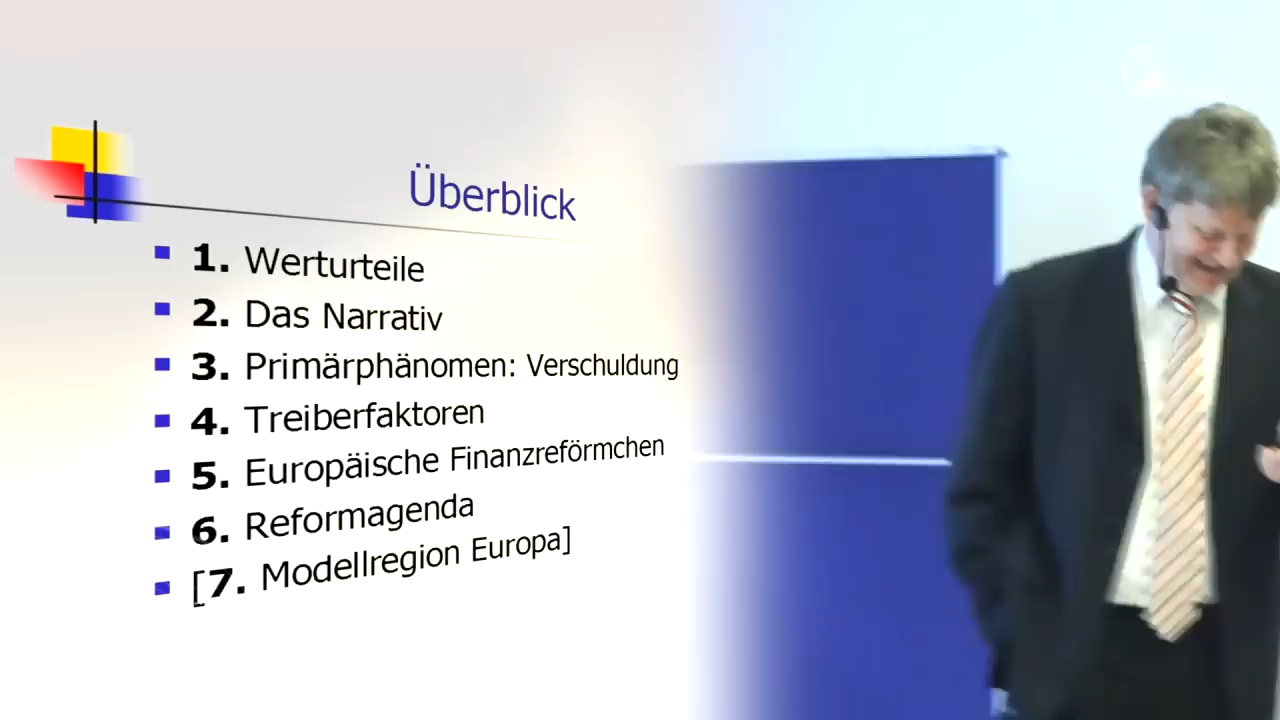 Überblick
1. Werturteile
2. Das Narrativ
3. Primärphänomen: Verschuldung
4. Treiberfaktoren
5. Europäische Finanzreförmchen
6. Reformagenda
[7. Modellregion Europa]